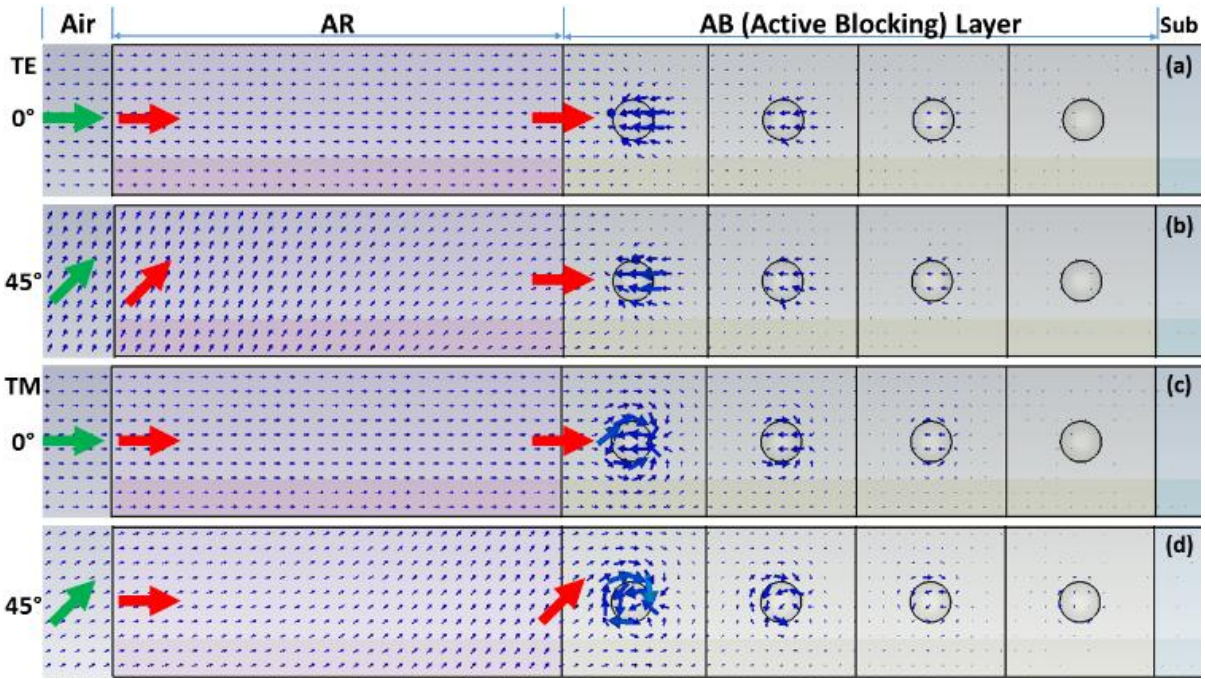 Air AR AB (Active Blocking) Layer Sub
TE (a)
0°
(b)
45°
TM (c)
0°
(d)
45°